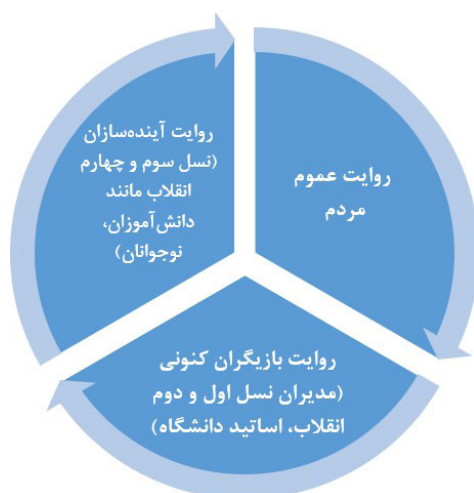 روایت عموم
مردم
روایت بازیگران کنونی
(مدیران نسل اول و دوم
انقلاب، اساتید دانشگاه)
روایت آینده‌سازان
(نسل سوم و چهارم
انقلاب مانند
دانش‌آموزان،
نوجوانان)